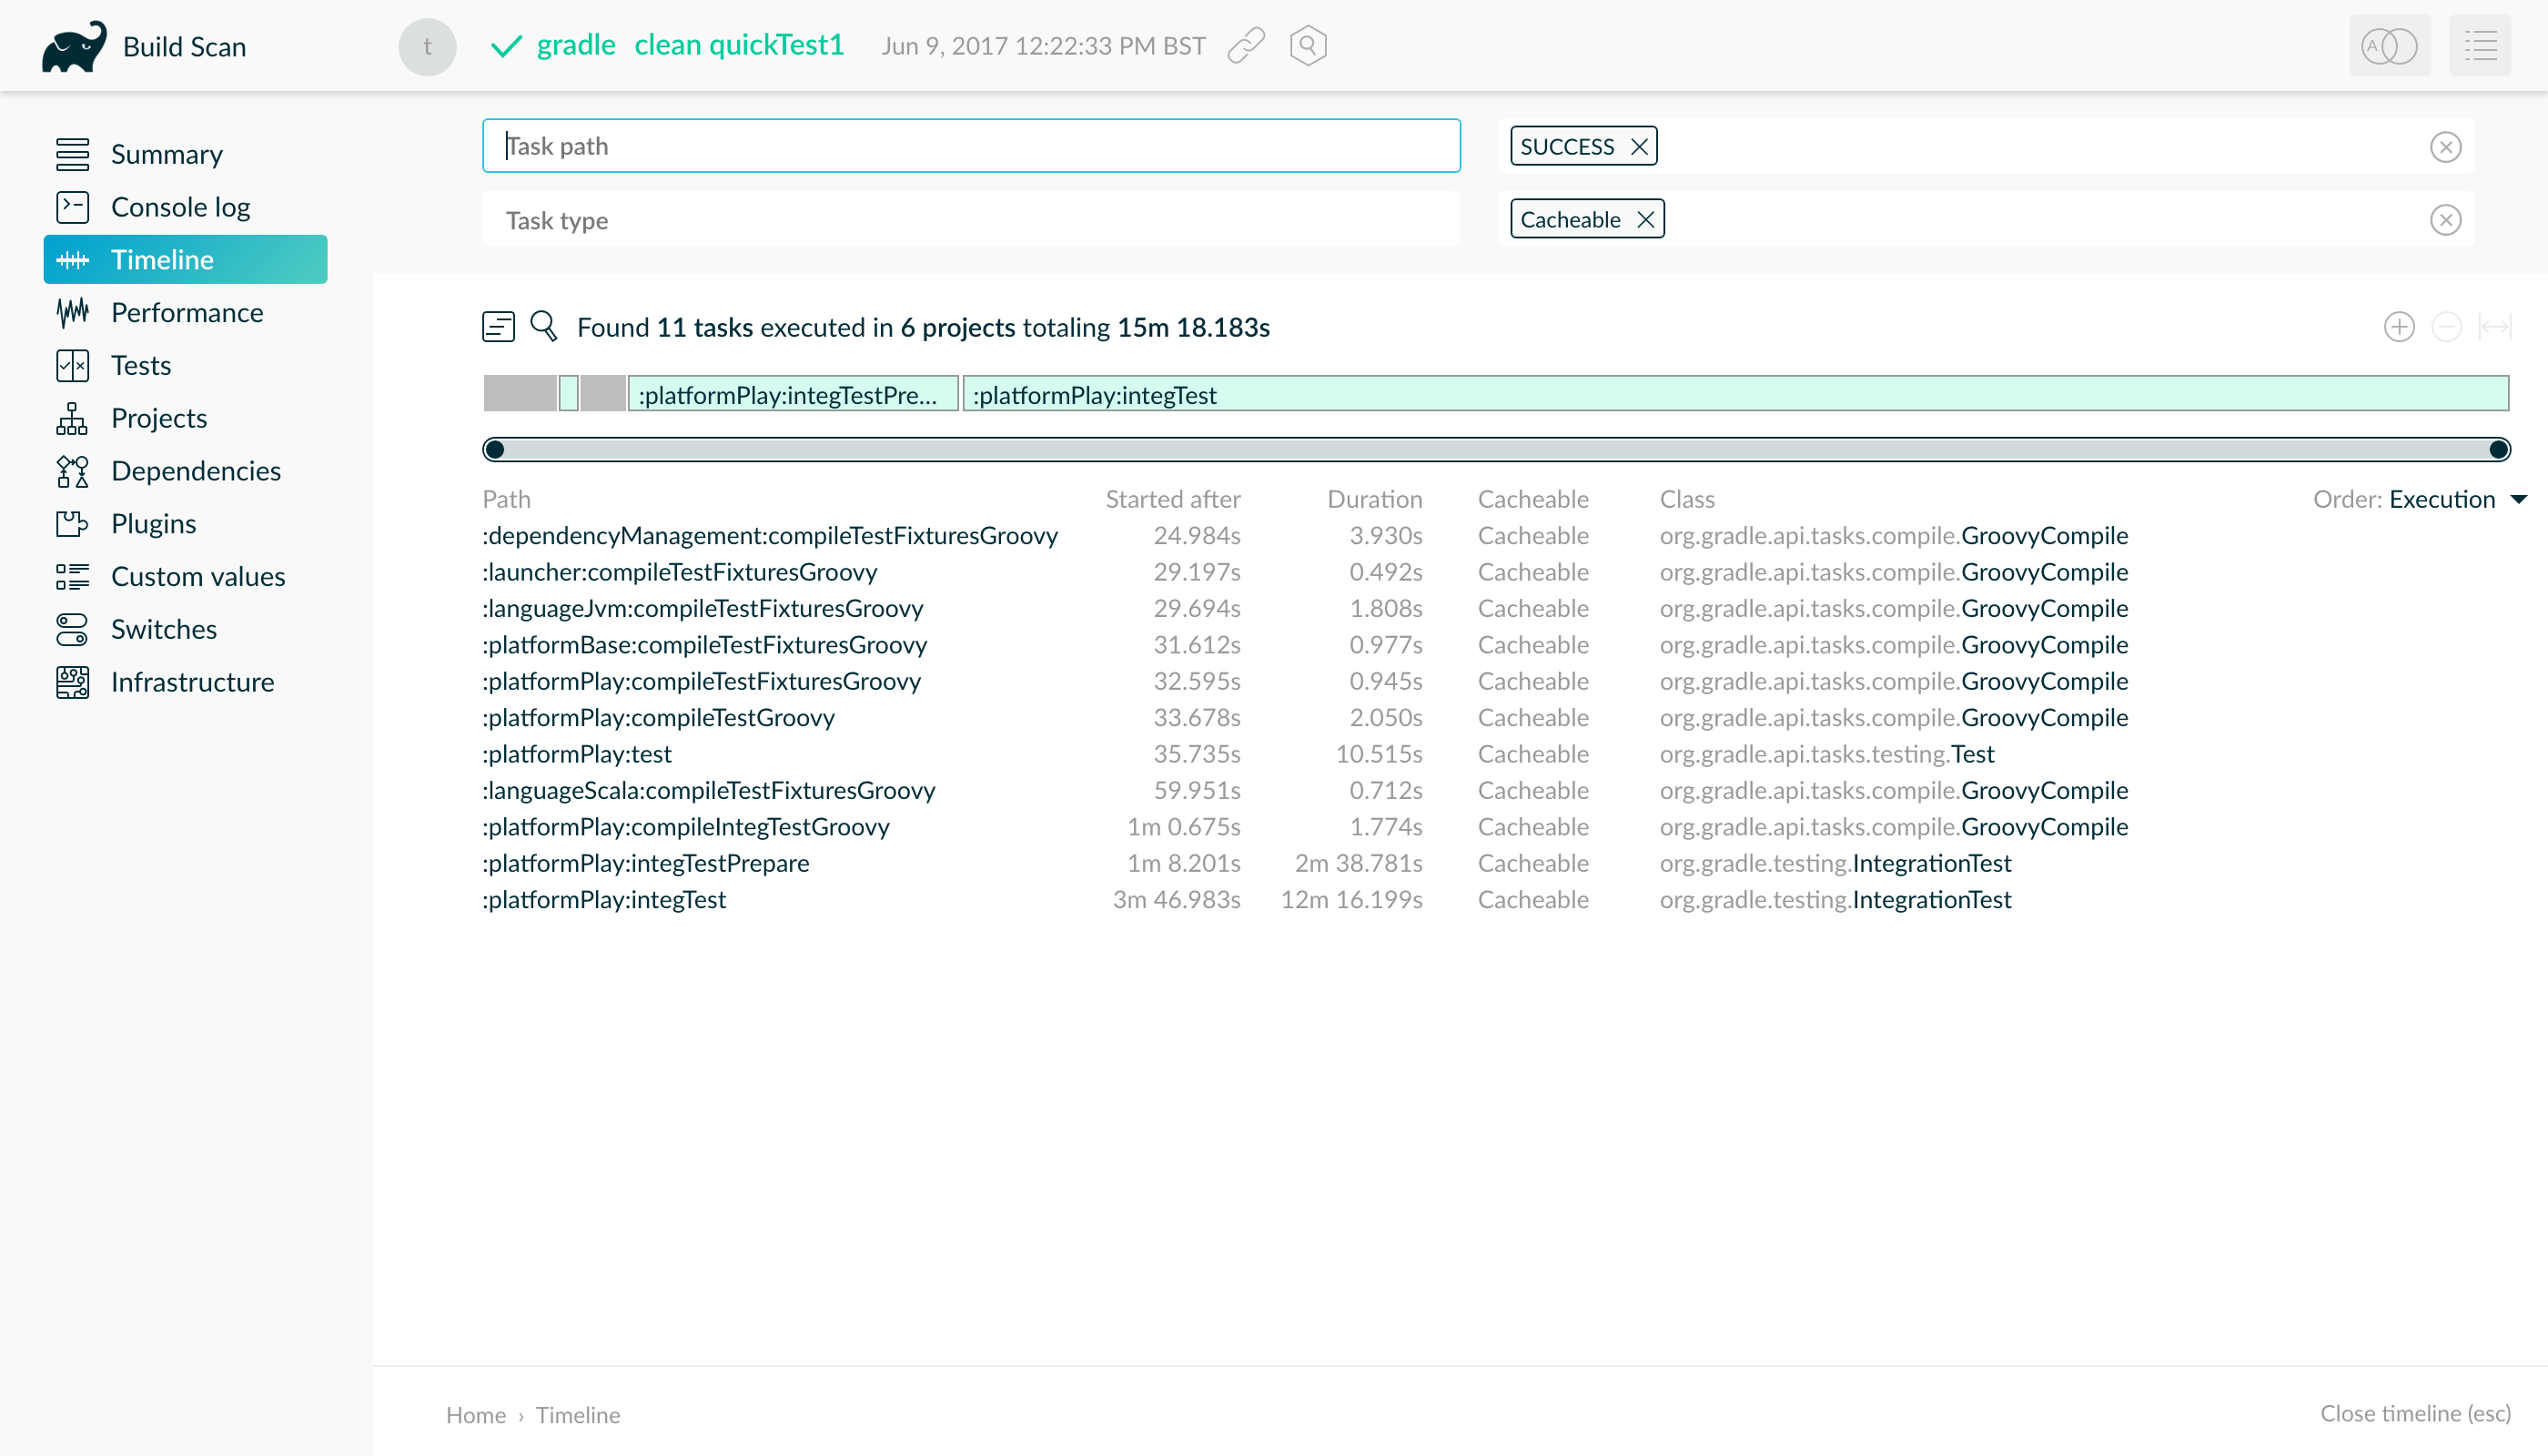 Build Scan
t
gradle clean quickTest1 Jun 9, 2017 12:22:33 PM BST
A
Summary
Console log
Timeline
Performance
Tests
Projects
Dependencies
Plugins
Custom values
Switches
Infrastructure
Task path
SUCCESS
Task type
Cacheable
Found 11 tasks executed in 6 projects totaling 15m 18.183s
:platformPlay:integTestPre... :platformPlay:integTest
Path Started after Duration Cacheable Class Order: Execution
:dependencyManagement:compileTestFixturesGroovy 24.984s 3.930s Cacheable org.gradle.api.tasks.compile.GroovyCompile
:launcher:compileTestFixturesGroovy 29.197s 0.492s Cacheable org.gradle.api.tasks.compile.GroovyCompile
:languageJvm:compileTestFixturesGroovy 29.694s 1.808s Cacheable org.gradle.api.tasks.compile.GroovyCompile
:platformBase:compileTestFixturesGroovy 31.612s 0.977s Cacheable org.gradle.api.tasks.compile.GroovyCompile
:platformPlay:compileTestFixturesGroovy 32.595s 0.945s Cacheable org.gradle.api.tasks.compile.GroovyCompile
:platformPlay:compileTestGroovy 33.678s 2.050s Cacheable org.gradle.api.tasks.compile.GroovyCompile
:platformPlay:test 35.735s 10.515s Cacheable org.gradle.api.tasks.testing.Test
:languageScala:compileTestFixturesGroovy 59.951s 0.712s Cacheable org.gradle.api.tasks.compile.GroovyCompile
:platformPlay:compileIntegTestGroovy 1m 0.675s 1.774s Cacheable org.gradle.api.tasks.compile.GroovyCompile
:platformPlay:integTestPrepare 1m 8.201s 2m 38.781s Cacheable org.gradle.testing.IntegrationTest
:platformPlay:integTest 3m 46.983s 12m 16.199s Cacheable org.gradle.testing.IntegrationTest
Home › Timeline
Close timeline (esc)